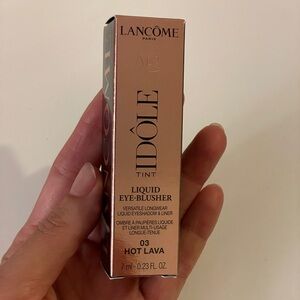 LANCÔME
PARIS
IDÔLE
TINT
LIQUID
EYE-BLUSHER
VERSATILE LONGWEAR
LIQUID EYESHADOW & LINER
OMBRE À PAUPIÈRES LIQUIDE
ET LINER MULTI-USAGE
LONGUE-TENUE
03
HOT LAVA
7 ml - 0.23 FL. OZ.